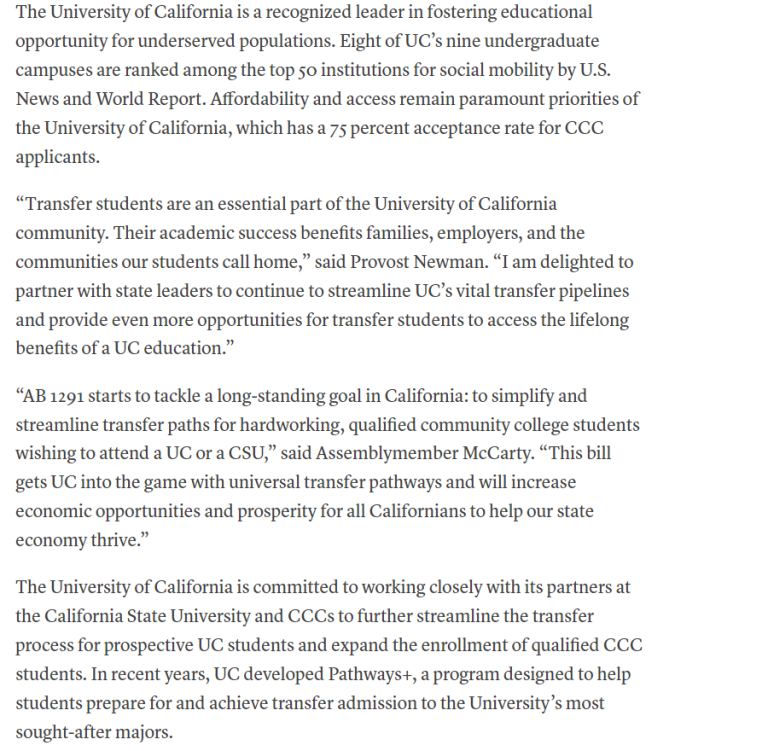 The University of California is a recognized leader in fostering educational
opportunity for underserved populations. Eight of UC’s nine undergraduate
campuses are ranked among the top 50 institutions for social mobility by U.S.
News and World Report. Affordability and access remain paramount priorities of
the University of California, which has a 75 percent acceptance rate for CCC
applicants.
“Transfer students are an essential part of the University of California
community. Their academic success benefits families, employers, and the
communities our students call home,” said Provost Newman. “I am delighted to
partner with state leaders to continue to streamline UC’s vital transfer pipelines
and provide even more opportunities for transfer students to access the lifelong
benefits of a UC education.”
“AB 1291 starts to tackle a long-standing goal in California: to simplify and
streamline transfer paths for hardworking, qualified community college students
wishing to attend a UC or a CSU,” said Assemblymember McCarty. “This bill
gets UC into the game with universal transfer pathways and will increase
economic opportunities and prosperity for all Californians to help our state
economy thrive.”
The University of California is committed to working closely with its partners at
the California State University and CCCs to further streamline the transfer
process for prospective UC students and expand the enrollment of qualified CCC
students. In recent years, UC developed Pathways+, a program designed to help
students prepare for and achieve transfer admission to the University’s most
sought-after majors.